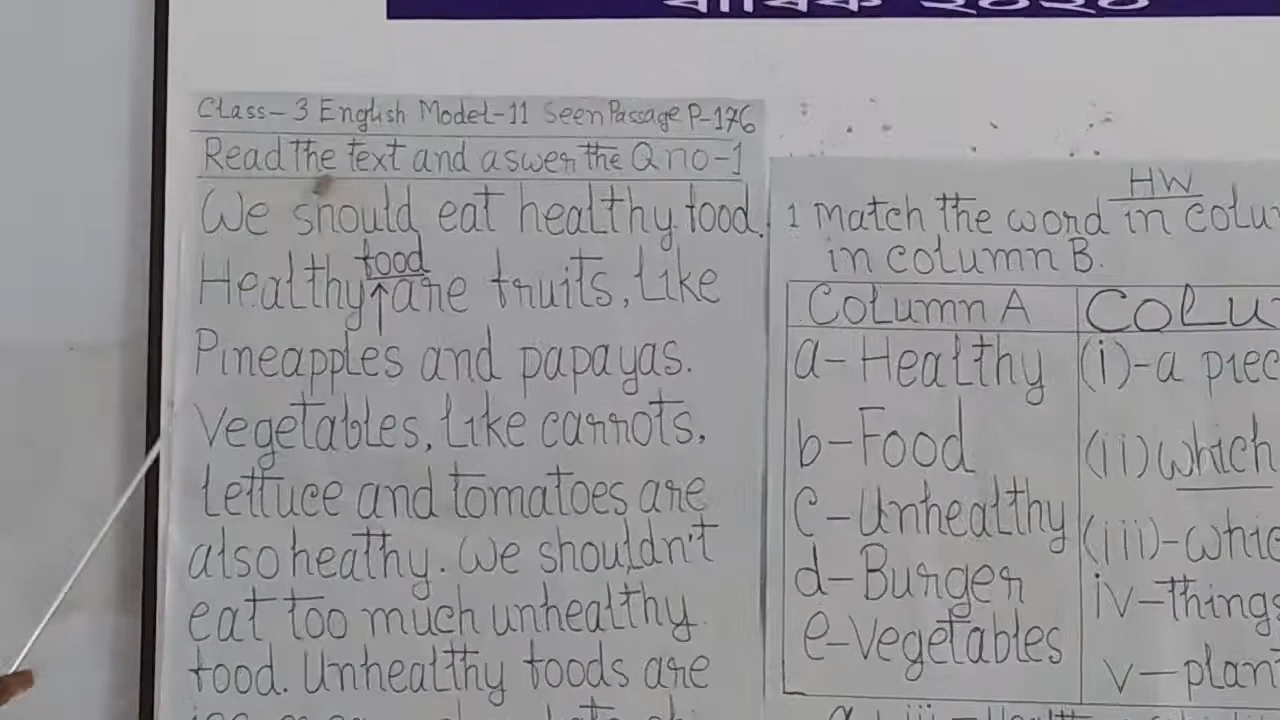 বার্ষিক ২০২০
Class-3 English Model-11 Seen Passage P-176
Read the text and aswer the Q no-1
We should eat healthy food.
food
Healthy are fruits, like
Pineapples and papayas.
Vegetables, like carrots,
lettuce and tomatoes are
also heathy. We shouldn't
eat too much unhealthy
food. Unhealthy foods are
HW
1 match the word in colu
in column B.
Column A
Colu
a-Healthy
(i)-a piec
b-Food
(ii) which
c-Unhealthy
(iii)-whic
d-Burger
iv-things
e-vegetables
v-plant